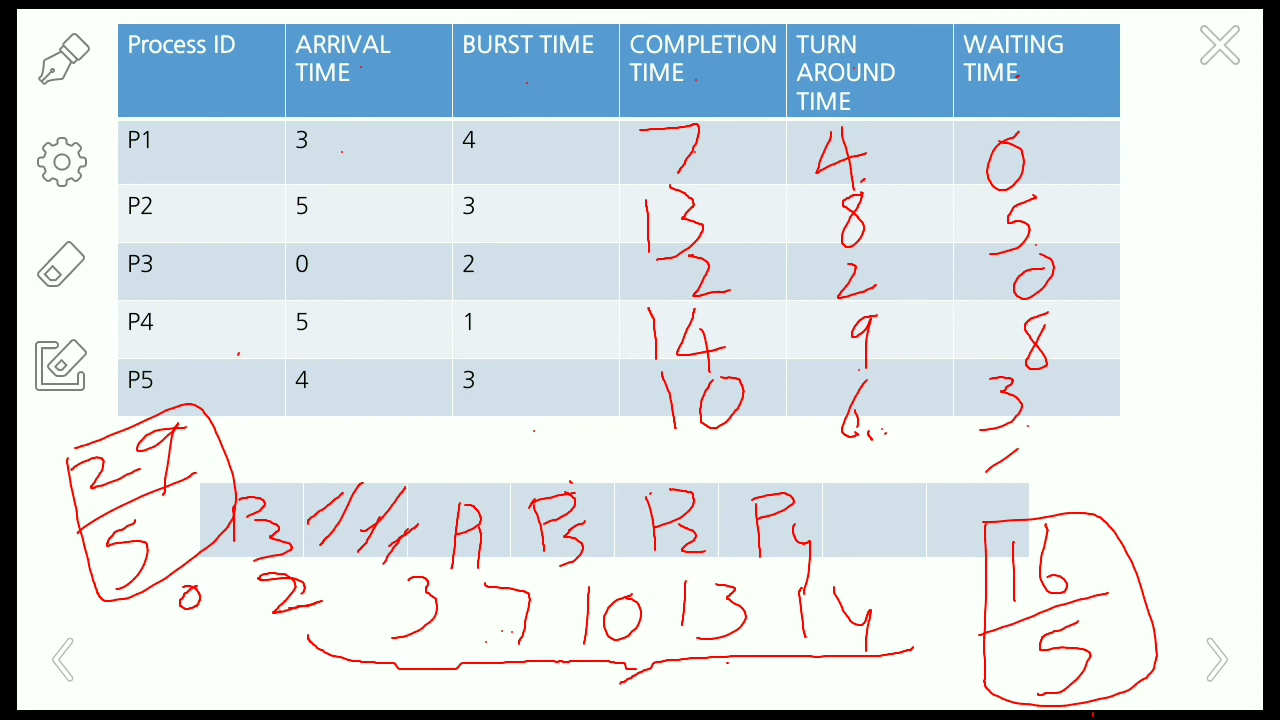 Process ID ARRIVAL TIME BURST TIME COMPLETION TIME TURN AROUND TIME WAITING TIME
P1 3 4 7 4 0
P2 5 3 13 8 5
P3 0 2 2 2 0
P4 5 1 14 9 8
P5 4 3 10 6 3
29
5
P3 P1 P5 P2 P4
0 2 3 7 10 13 14
16
5